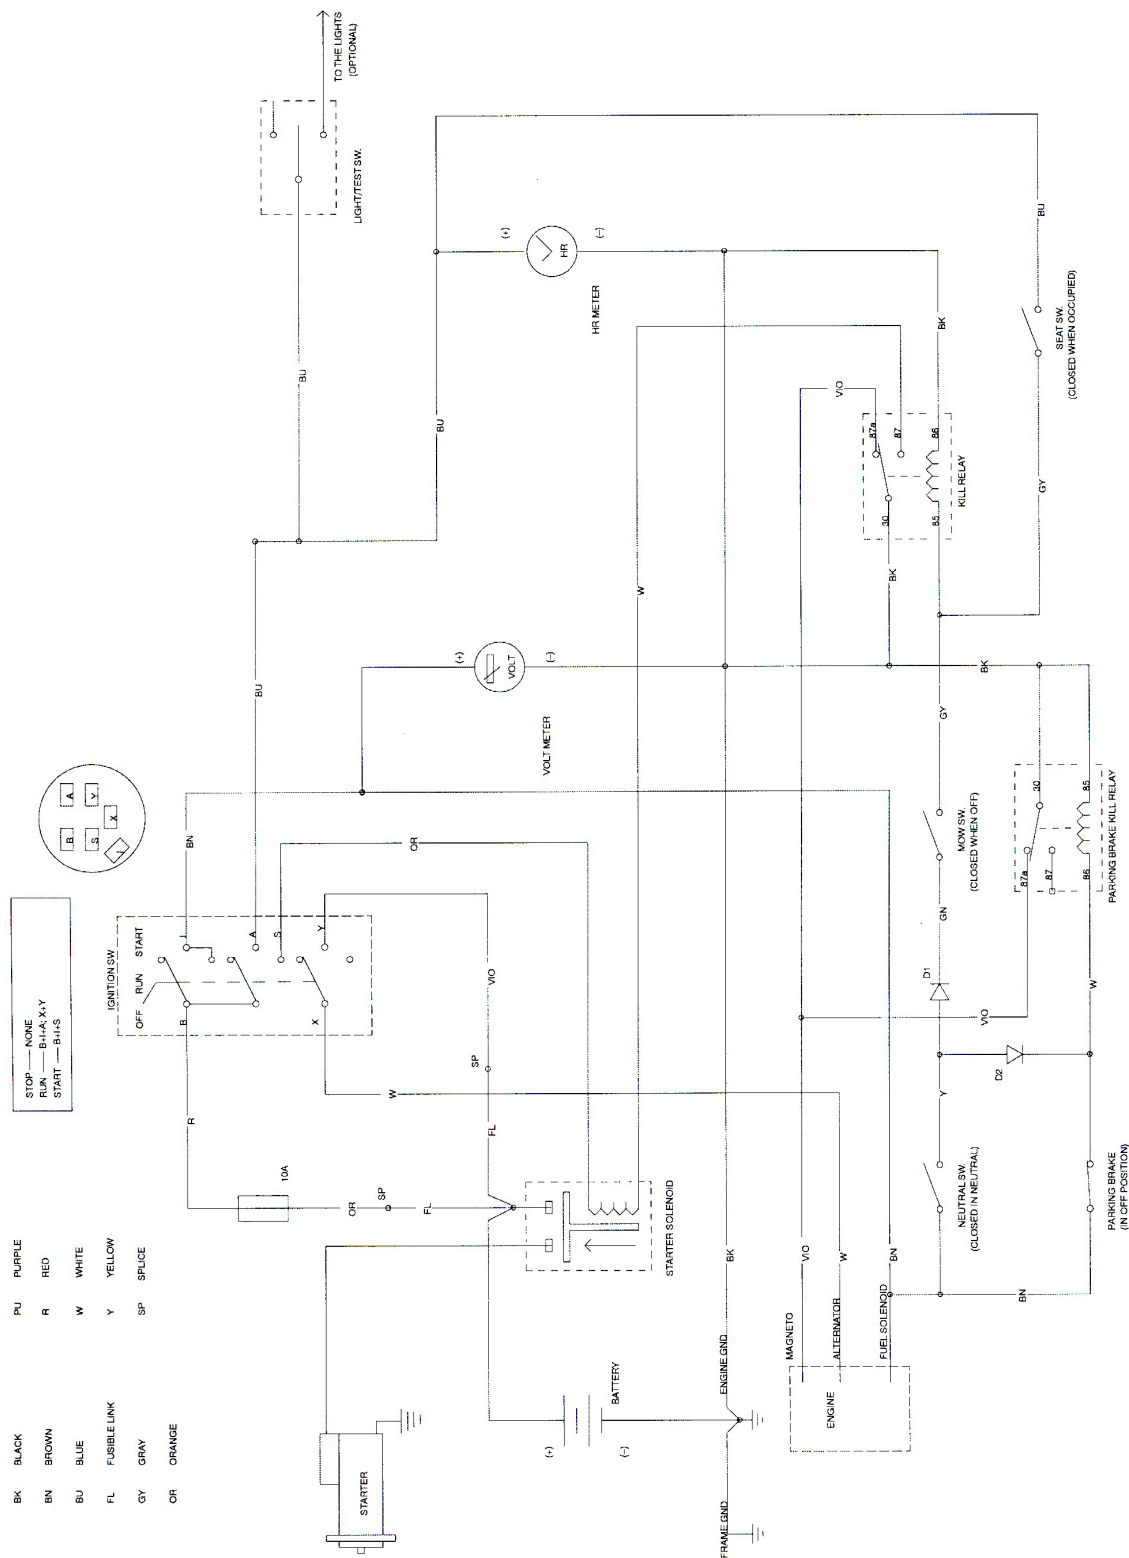 BK BLACK
BN BROWN
BU BLUE
FL FUSIBLE LINK
GY GRAY
OR ORANGE
PU PURPLE
R RED
W WHITE
Y YELLOW
SP SPLICE
STOP — NONE
RUN — B+I+A; X+Y
START — B+I+S
B
A
S
Y
X
I
IGNITION SW
OFF RUN START
B
I
A
S
X
Y
BN
BU
OR
VIO
R
10A
OR
SP
FL
SP
FL
W
STARTER
STARTER SOLENOID
BATTERY
(+)
(–)
FRAME GND
ENGINE GND
BK
MAGNETO
ALTERNATOR
FUEL SOLENOID
ENGINE
VIO
W
BN
BN
VOLT METER
VOLT
(+)
(–)
HR METER
HR
(+)
(–)
BU
BU
BU
LIGHT/TEST SW.
TO THE LIGHTS
(OPTIONAL)
W
VIO
BK
BK
KILL RELAY
87a
87
86
30
85
SEAT SW.
(CLOSED WHEN OCCUPIED)
GY
BK
GY
MOW SW.
(CLOSED WHEN OFF)
GN
D1
VIO
D2
Y
NEUTRAL SW.
(CLOSED IN NEUTRAL)
PARKING BRAKE
(IN OFF POSITION)
W
PARKING BRAKE KILL RELAY
87a
87
86
30
85